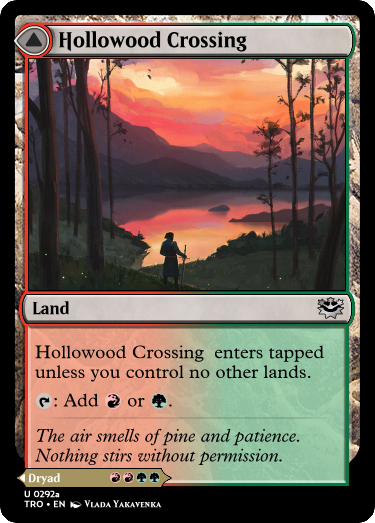 Hollowood Crossing
Land
Hollowood Crossing enters tapped
unless you control no other lands.
: Add or .
The air smells of pine and patience.
Nothing stirs without permission.
Dryad
U 0292a
TRO • EN Vlada Yakavenka